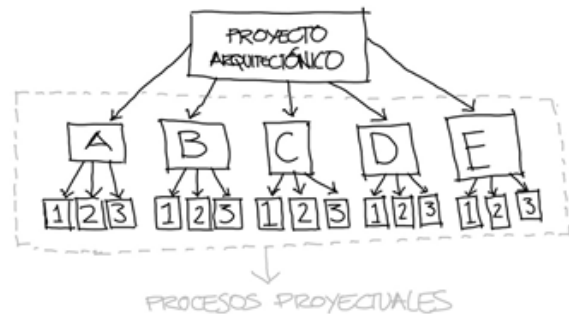 PROYECTO
ARQUITECTÓNICO
A B C D E
1 2 3 1 2 3 1 2 3 1 2 3 1 2 3
PROCESOS PROYECTUALES